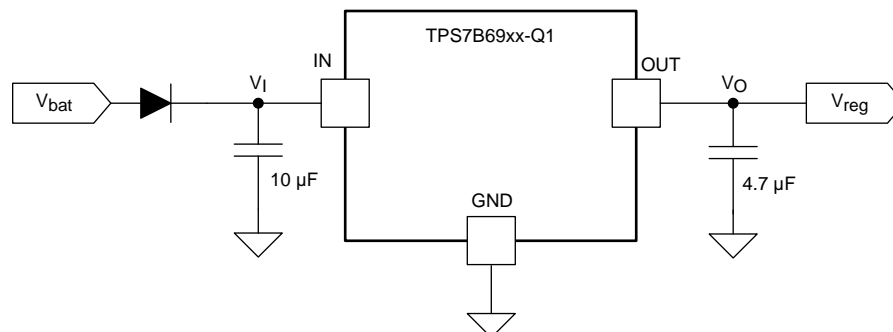 TPS7B69xx-Q1
IN
OUT
Vbat
VI
VO
Vreg
10 µF
4.7 µF
GND